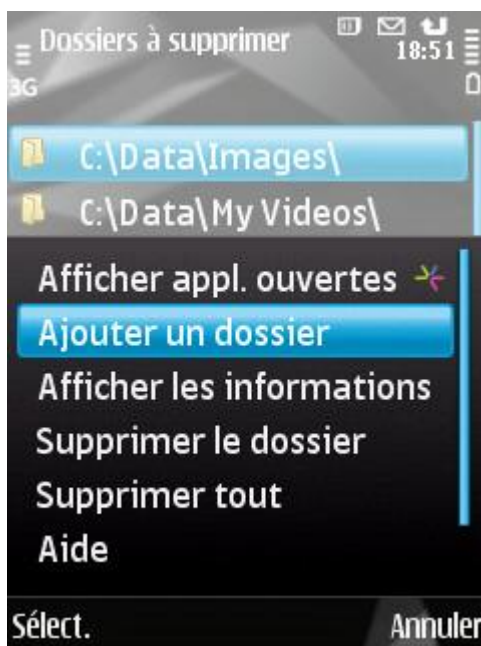 Dossiers à supprimer
18:51
3G
C:\Data\Images\
C:\Data\My Videos\
Afficher appl. ouvertes
Ajouter un dossier
Afficher les informations
Supprimer le dossier
Supprimer tout
Aide
Sélect.
Annuler